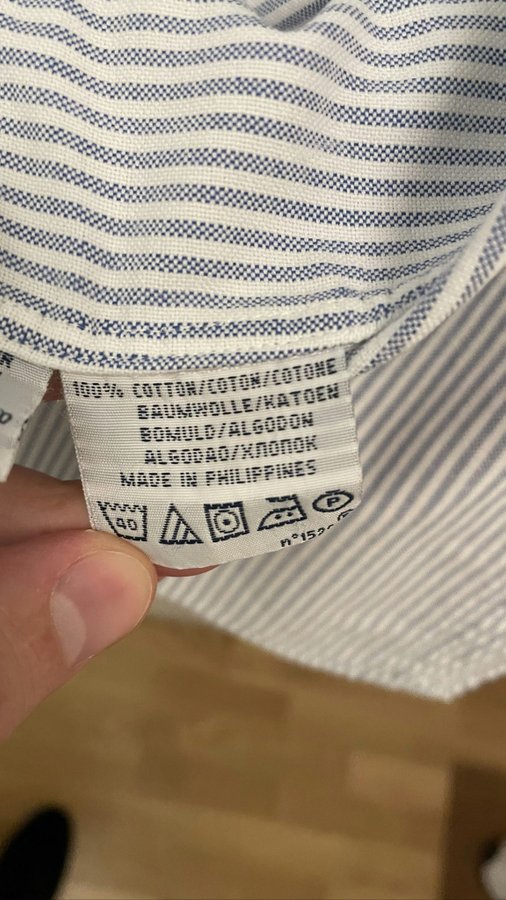 100% COTTON/COTON/COTONE
BAUMWOLLE/KATOEN
BOMULD/ALGODON
ALGODAO/ХЛОПОК
MADE IN PHILIPPINES
40 P